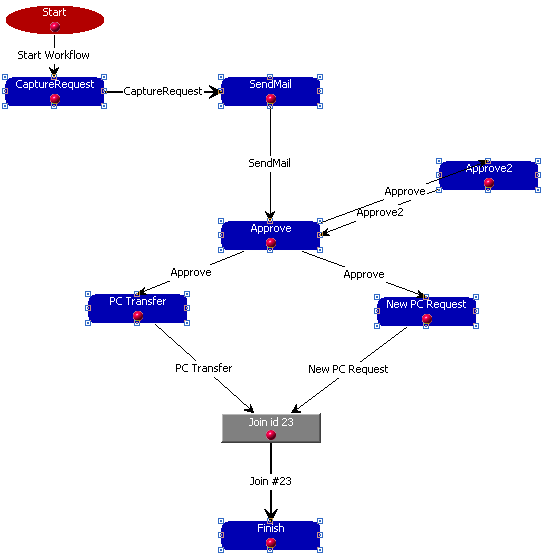 Start
Start Workflow
CaptureRequest
CaptureRequest
SendMail
SendMail
Approve2
Approve
Approve2
Approve
Approve
Approve
PC Transfer
New PC Request
PC Transfer
New PC Request
Join id 23
Join #23
Finish